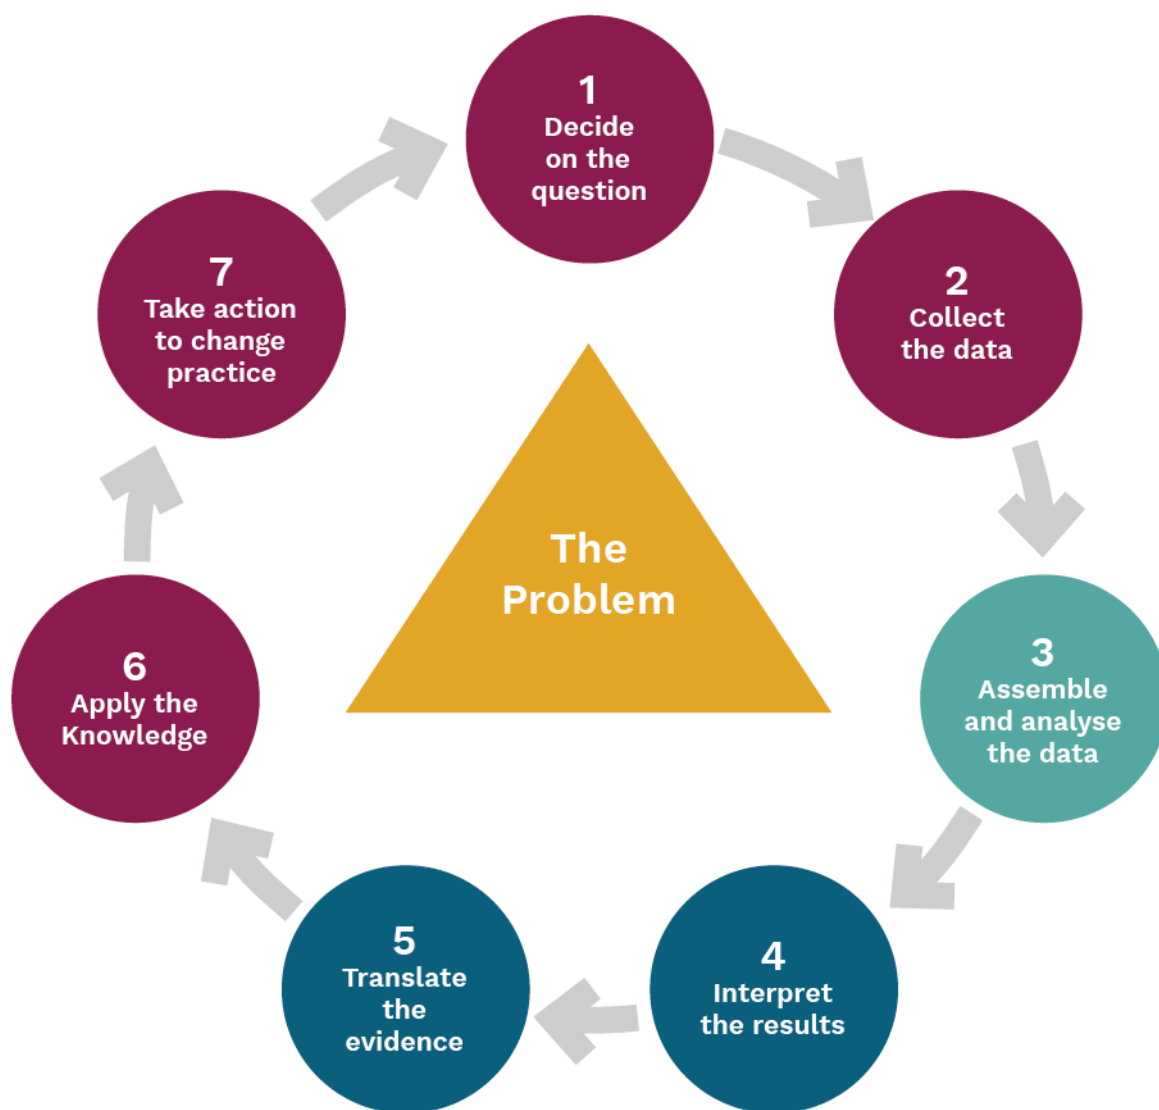 1
Decide
on the
question
2
Collect
the data
3
Assemble
and analyse
the data
4
Interpret
the results
5
Translate
the
evidence
6
Apply the
Knowledge
7
Take action
to change
practice
The
Problem